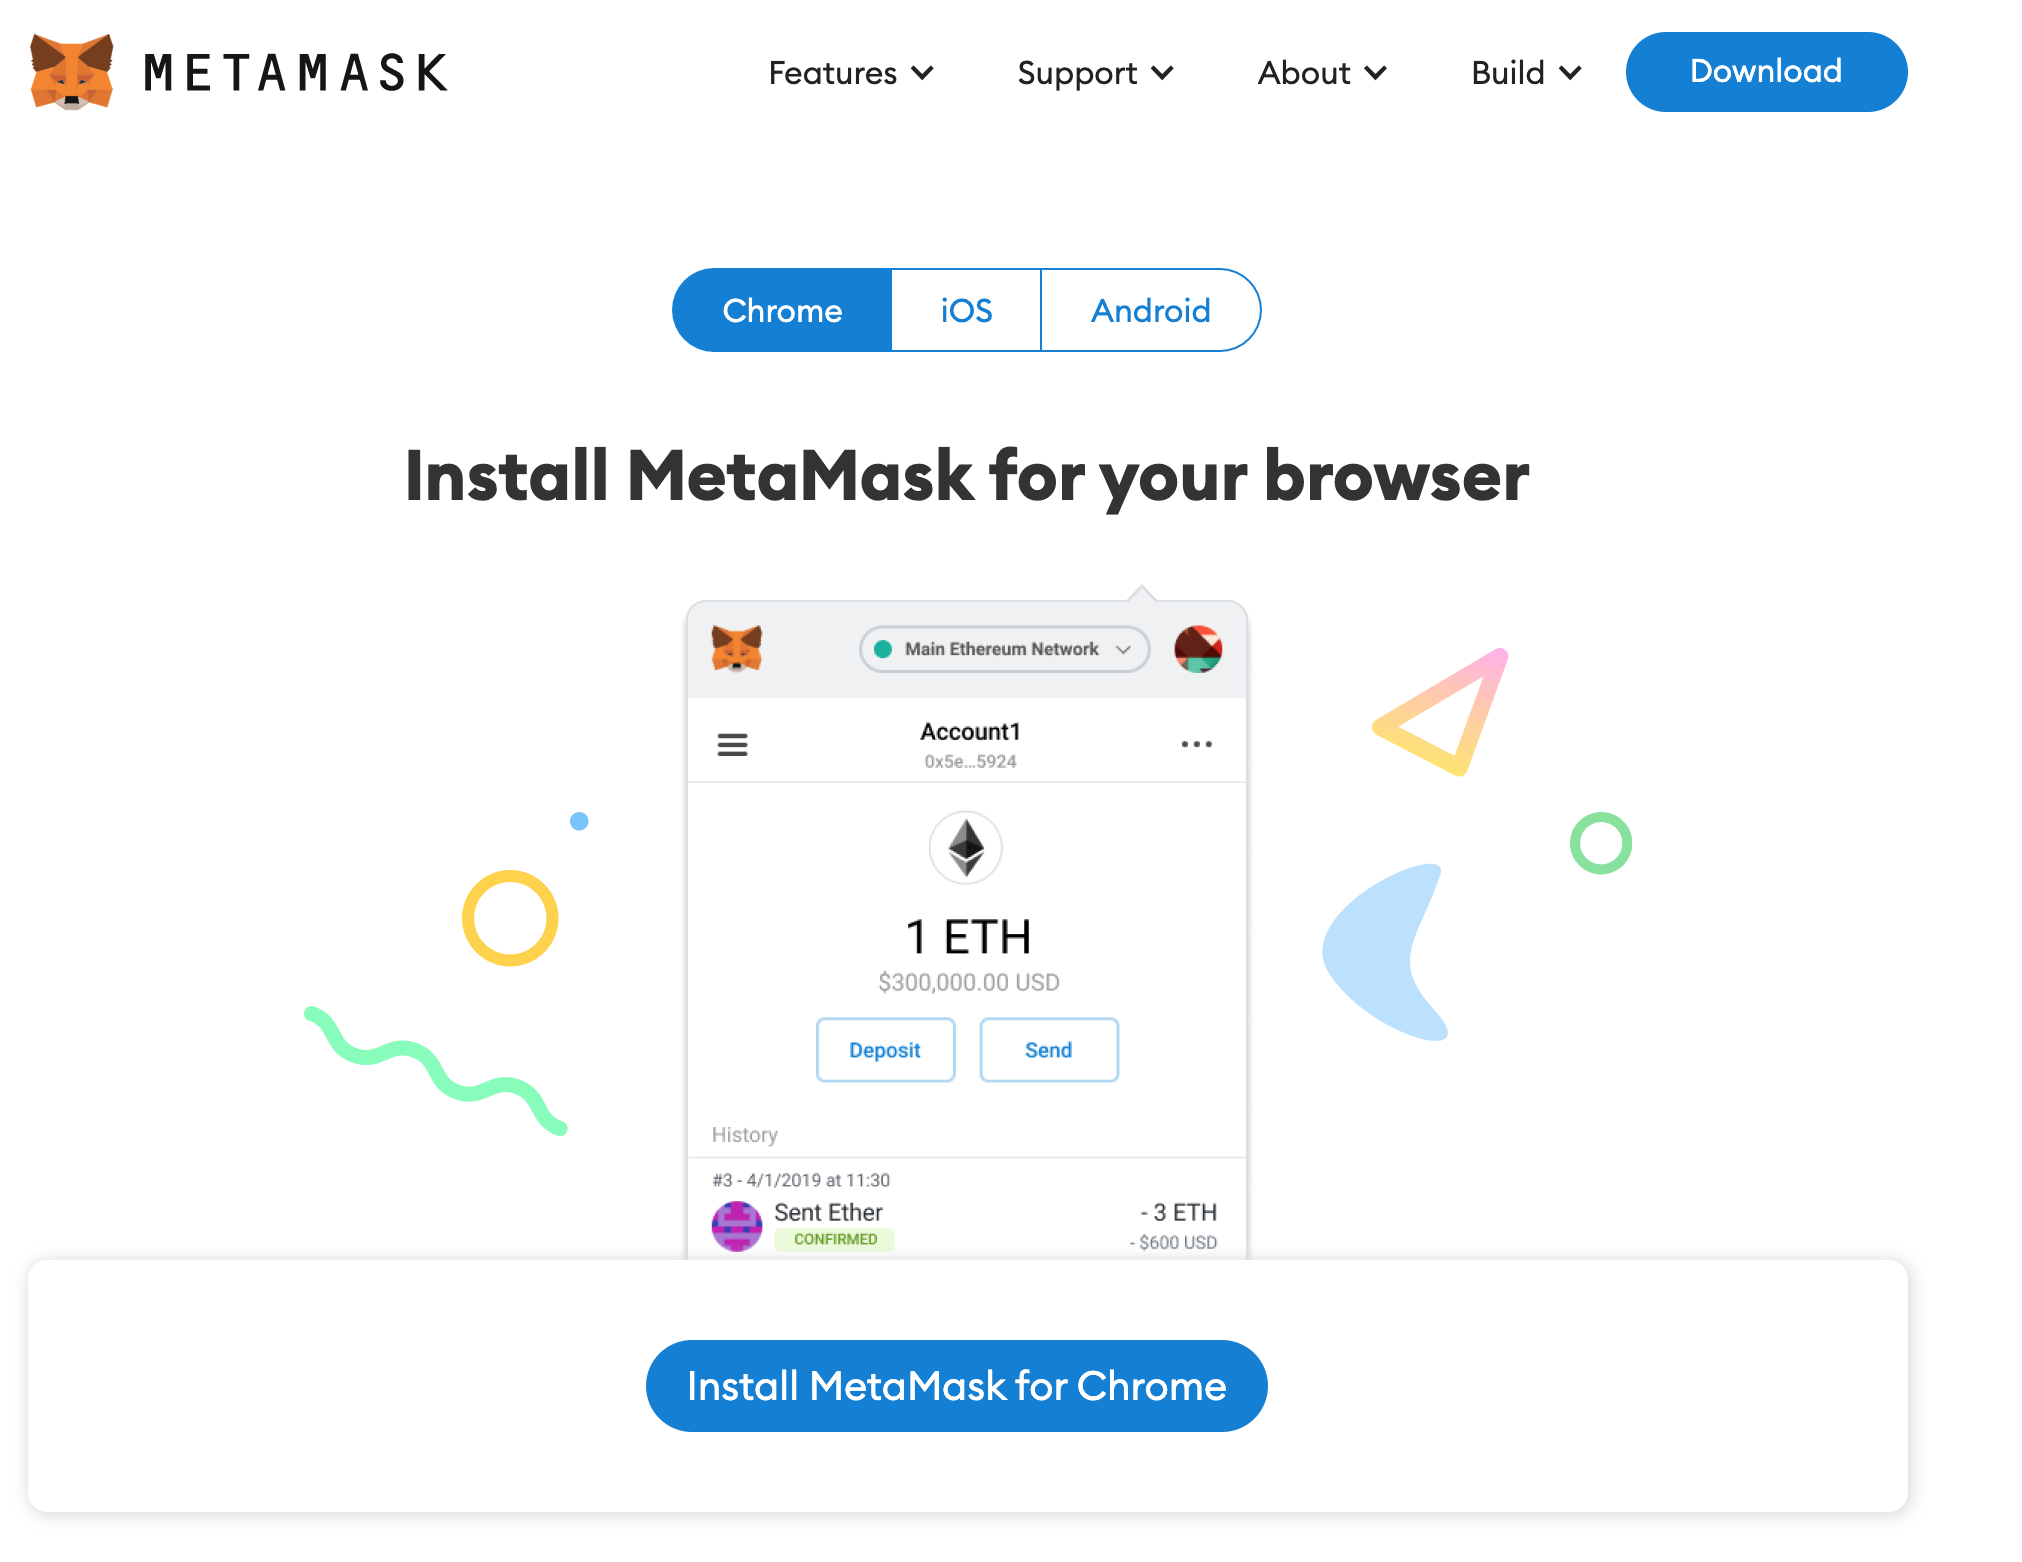 METAMASK
Features
Support
About
Build
Download
Chrome
iOS
Android
Install MetaMask for your browser
Main Ethereum Network
Account1
0x5e...5924
1 ETH
$300,000.00 USD
Deposit
Send
History
#3 - 4/1/2019 at 11:30
Sent Ether
- 3 ETH
CONFIRMED
- $600 USD
Install MetaMask for Chrome